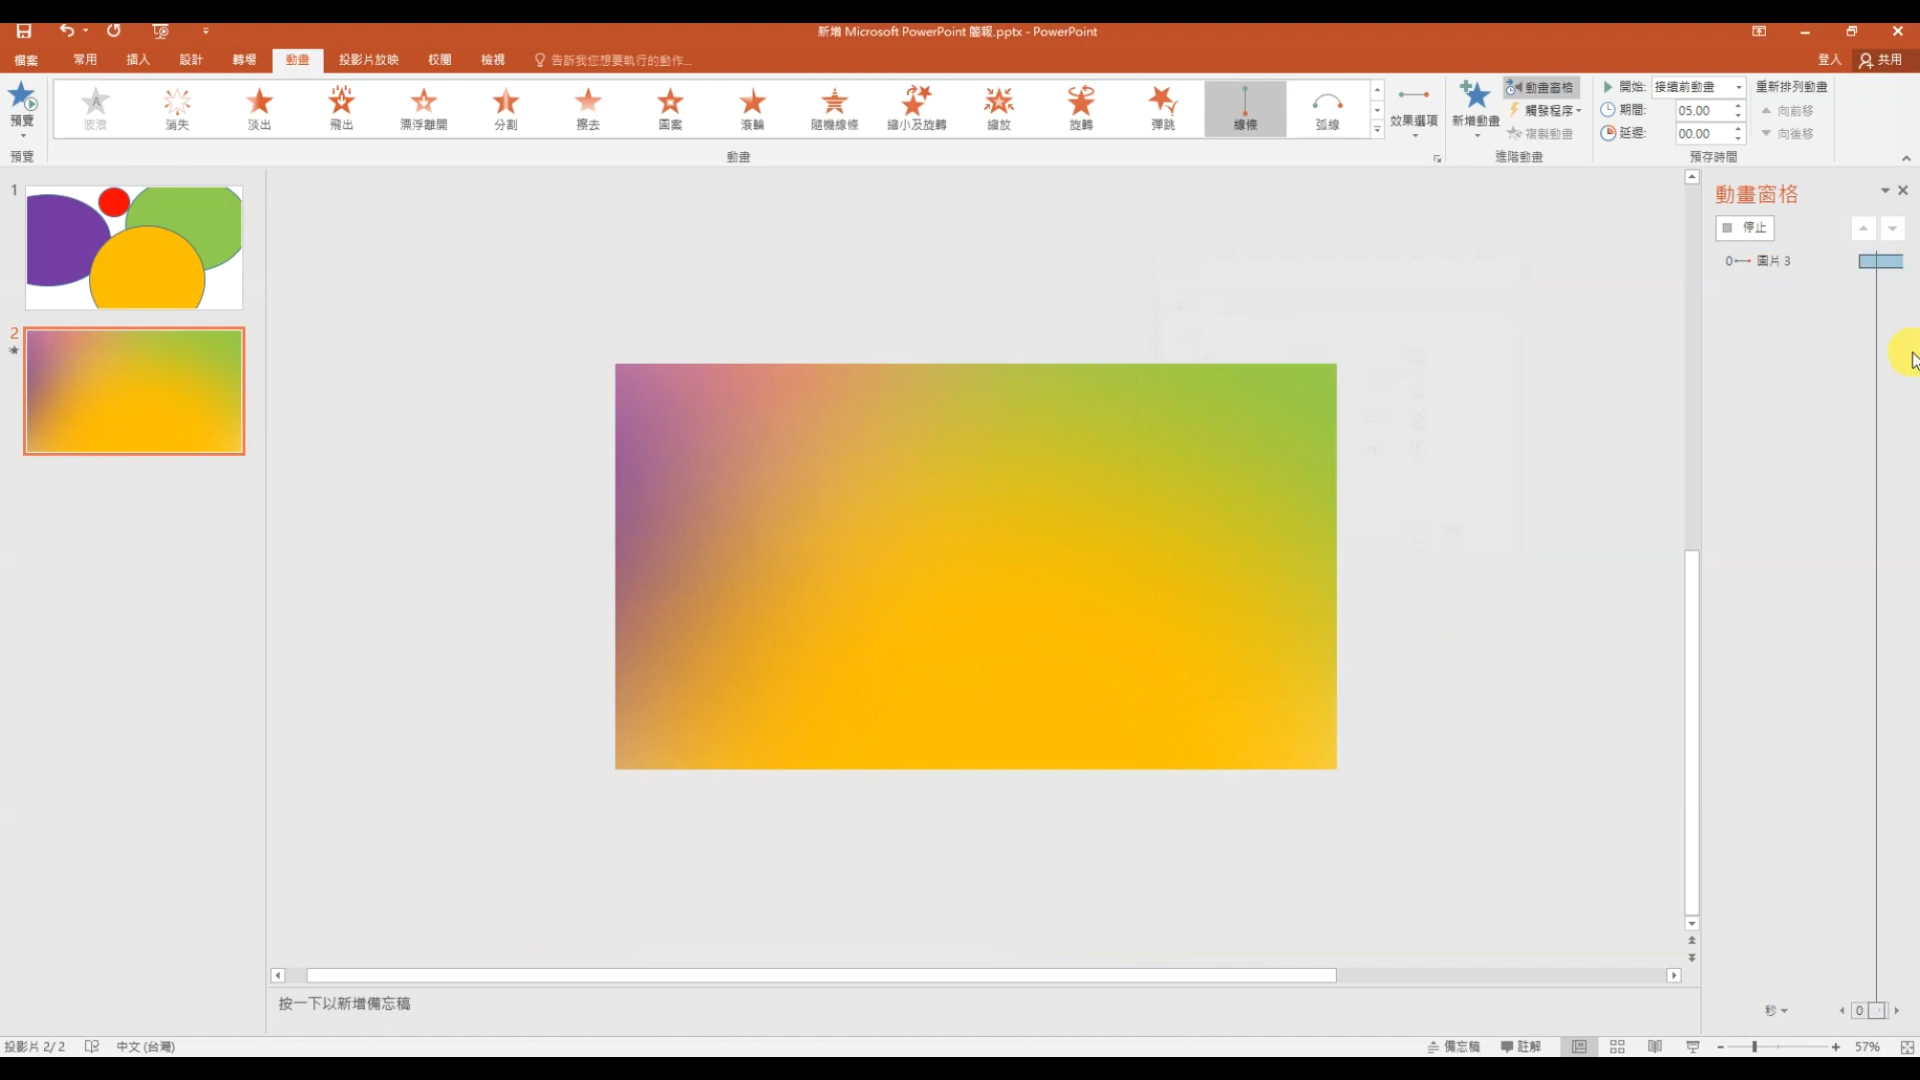 新增 Microsoft PowerPoint 簡報.pptx - PowerPoint
檔案 常用 插入 設計 轉場 動畫 投影片放映 校閱 檢視 告訴我您想要執行的動作... 登入 共用
預覽
波浪 消失 淡出 飛出 漂浮離開 分割 擦去 圖案 滾輪 隨機線條 縮小及旋轉 縮放 旋轉 彈跳 線條 弧線
效果選項 新增動畫
動畫窗格
觸發程序
複製動畫
開始: 接續前動畫
期間: 05.00
延遲: 00.00
重新排列動畫
向前移
向後移
預覽 動畫 進階動畫 預存時間
1
2
動畫窗格
停止
0 圖片 3
秒 0
按一下以新增備忘稿
投影片 2/2 中文 (台灣) 備忘稿 註解 57%